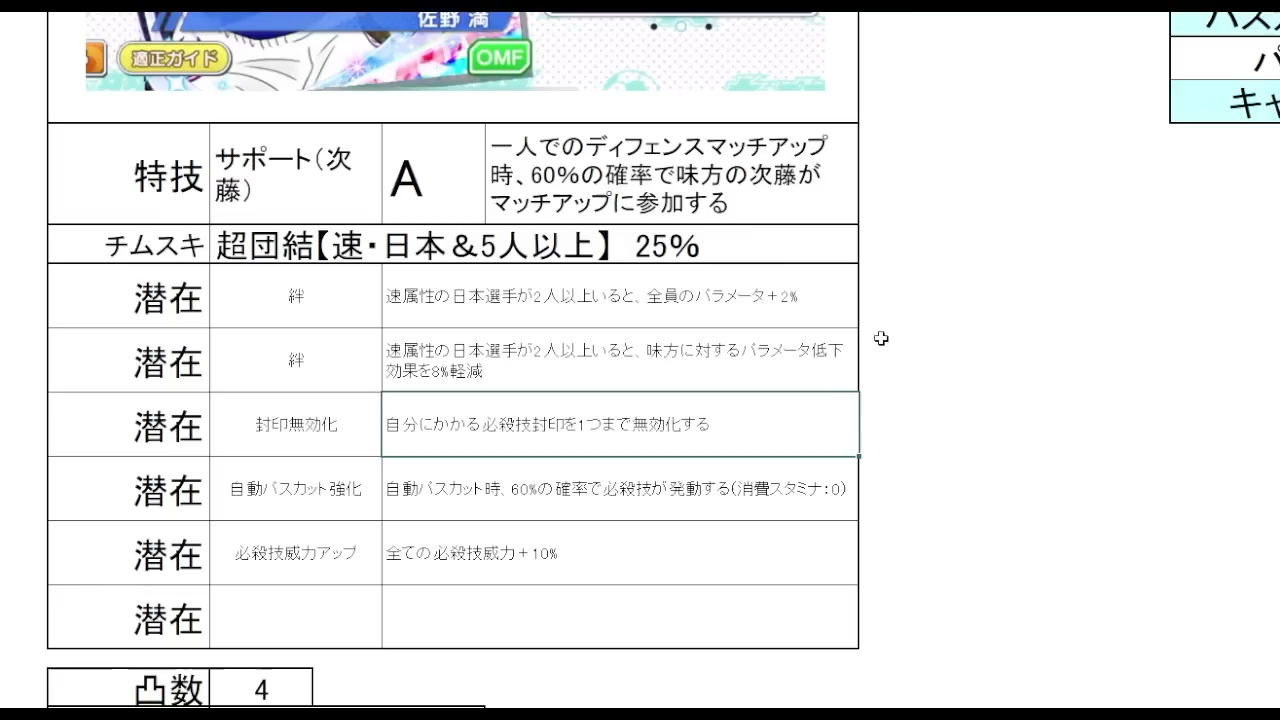 佐野 満
適正ガイド
OMF
特技
サポート(次藤)
A
一人でのディフェンスマッチアップ
時、60%の確率で味方の次藤が
マッチアップに参加する
チムスキ 超団結【速・日本&5人以上】 25%
潜在 絆 速属性の日本選手が2人以上いると、全員のパラメータ+2%
潜在 絆 速属性の日本選手が2人以上いると、味方に対するパラメータ低下
効果を8%軽減
潜在 封印無効化 自分にかかる必殺技封印を1つまで無効化する
潜在 自動パスカット強化 自動パスカット時、60%の確率で必殺技が発動する(消費スタミナ:0)
潜在 必殺技威力アップ 全ての必殺技威力+10%
潜在
凸数 4